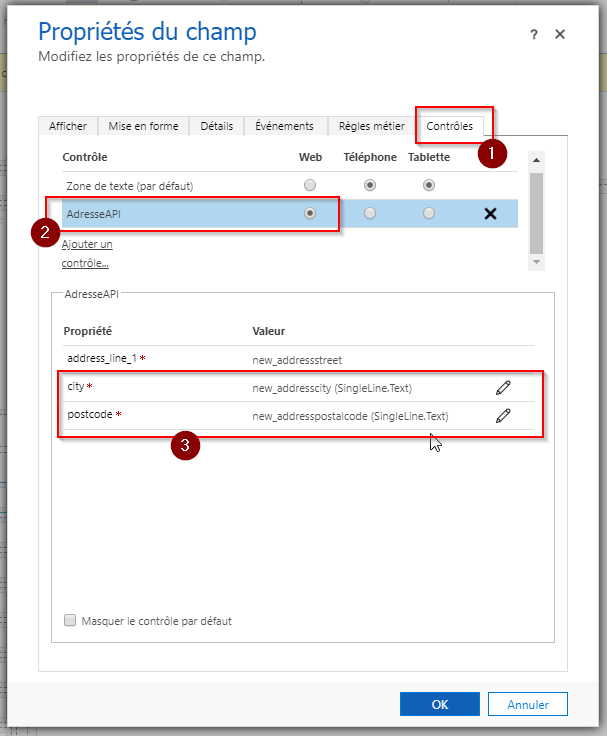 Propriétés du champ
? ×
Modifiez les propriétés de ce champ.
Afficher Mise en forme Détails Événements Règles métier Contrôles
1
Contrôle Web Téléphone Tablette
Zone de texte (par défaut)
AdresseAPI
2
Ajouter un
contrôle...
AdresseAPI
Propriété Valeur
address_line_1 * new_addressstreet
city * new_addresscity (SingleLine.Text)
postcode * new_addresspostalcode (SingleLine.Text)
3
Masquer le contrôle par défaut
OK Annuler